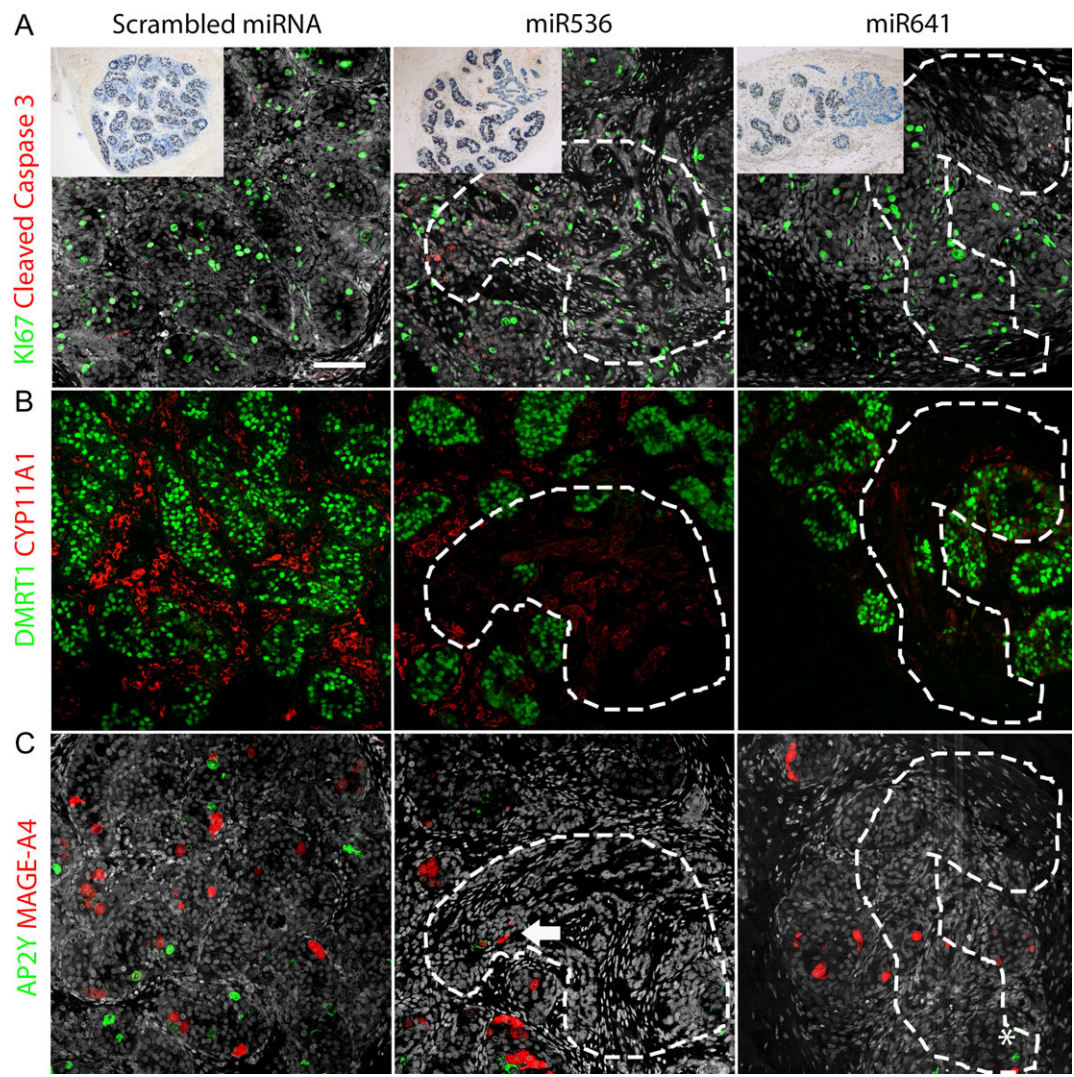 A Scrambled miRNA miR536 miR641
KI67 Cleaved Caspase 3
B
DMRT1 CYP11A1
C
AP2Y MAGE-A4
*